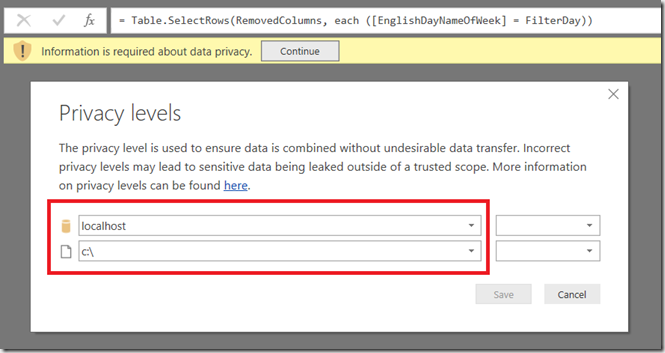 = Table.SelectRows(RemovedColumns, each ([EnglishDayNameOfWeek] = FilterDay))
Information is required about data privacy. Continue
Privacy levels
The privacy level is used to ensure data is combined without undesirable data transfer. Incorrect
privacy levels may lead to sensitive data being leaked outside of a trusted scope. More information
on privacy levels can be found here.
localhost
c:\
Save Cancel